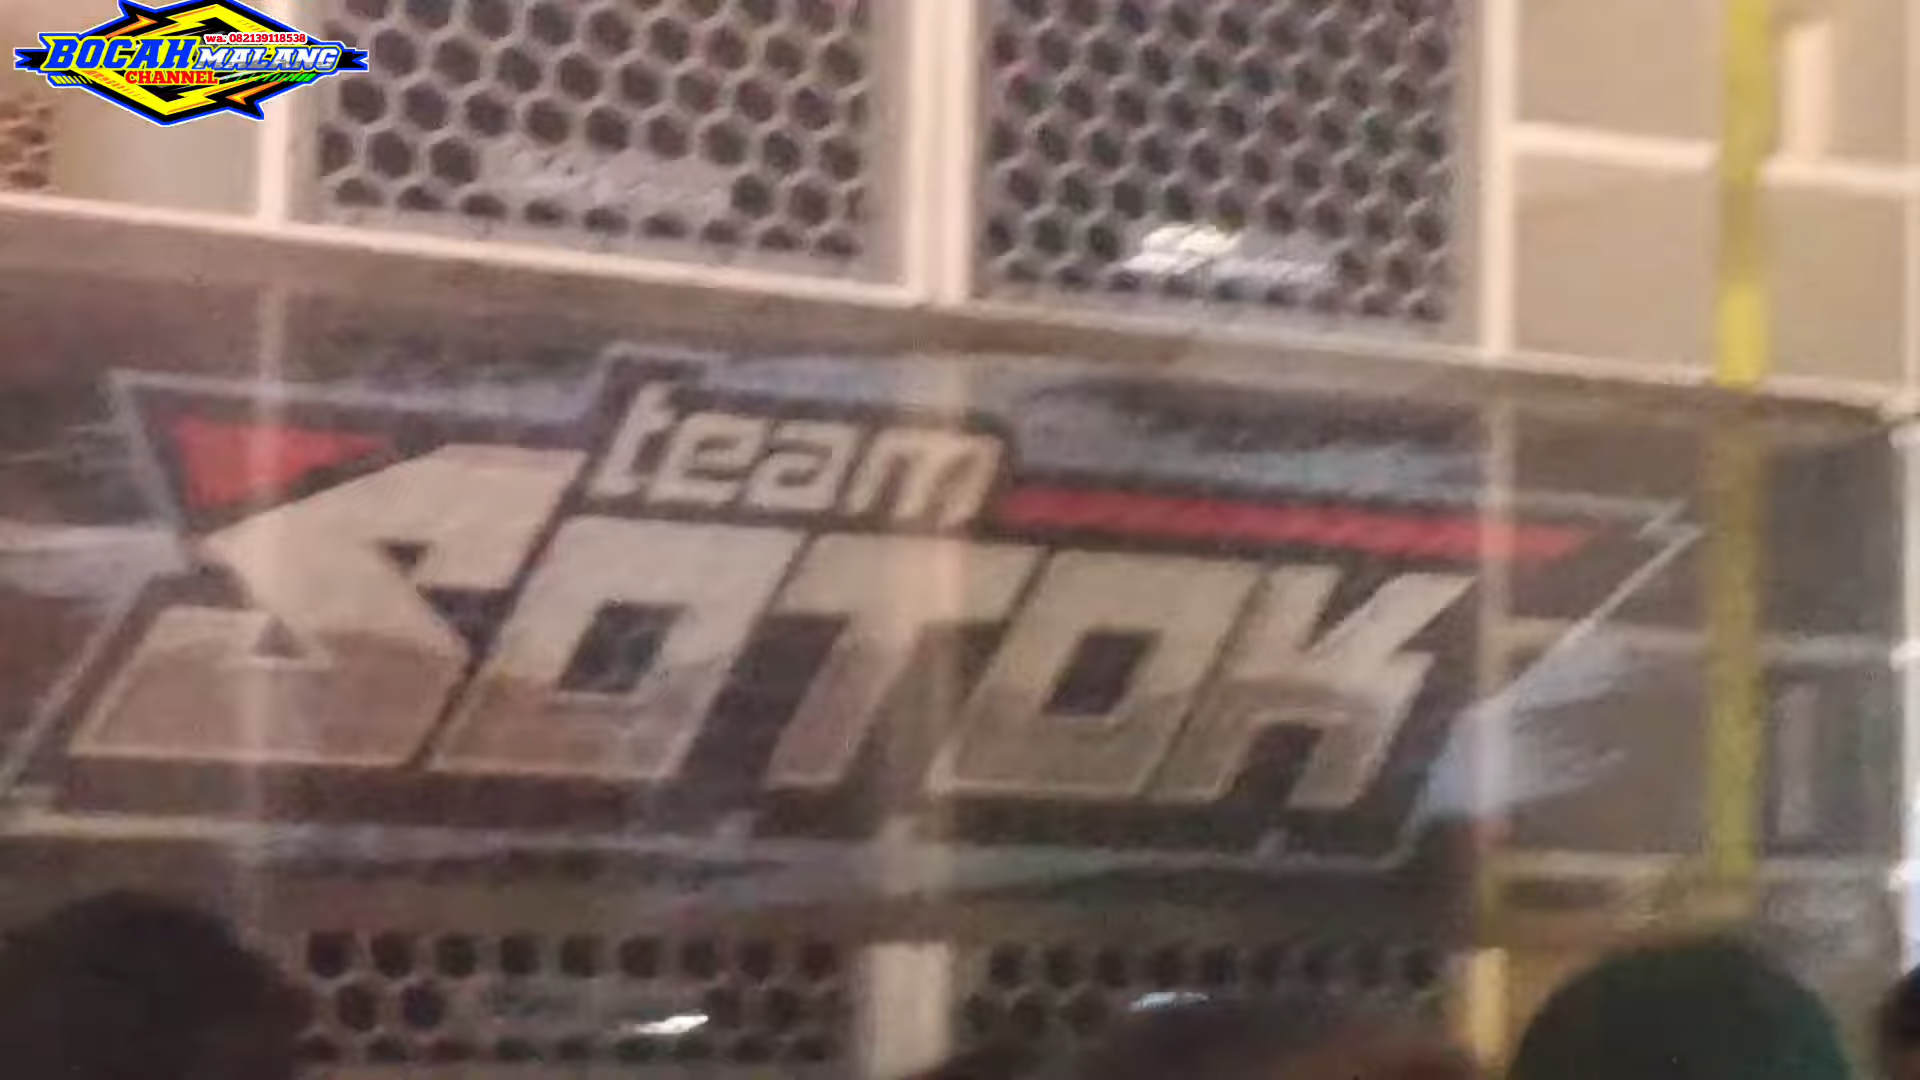 wa: 082139118538
BOCAH MALANG
CHANNEL
team
SOTOK